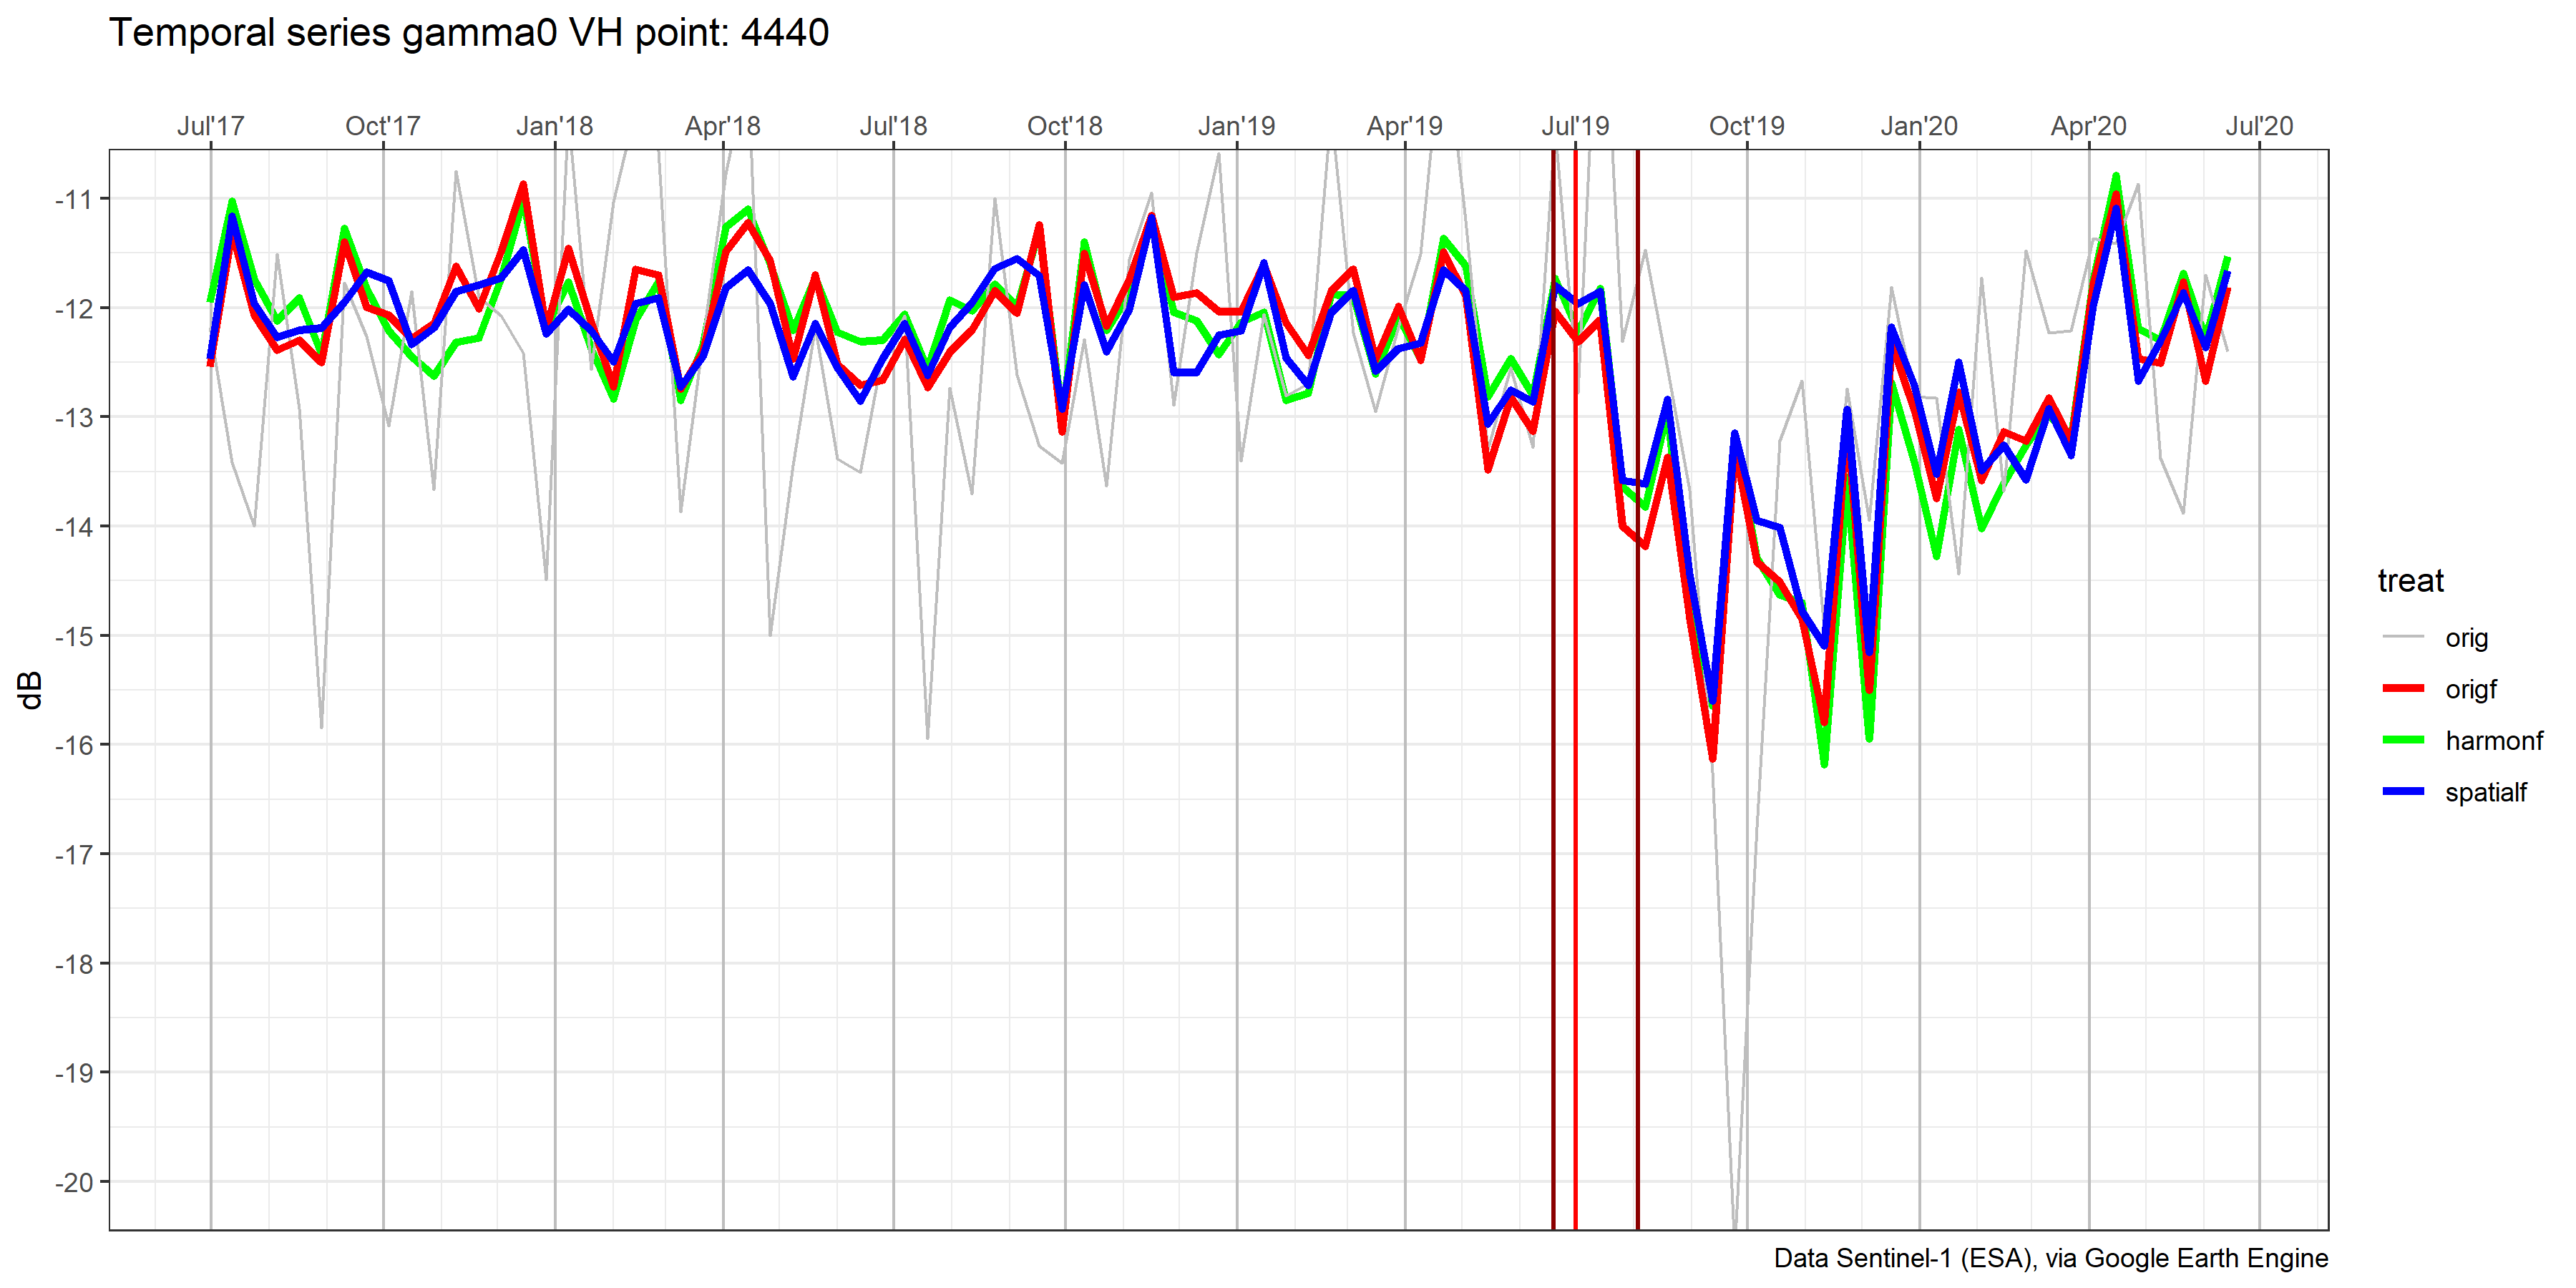 Temporal series gamma0 VH point: 4440
Jul'17 Oct'17 Jan'18 Apr'18 Jul'18 Oct'18 Jan'19 Apr'19 Jul'19 Oct'19 Jan'20 Apr'20 Jul'20
-11
-12
-13
-14
-15
-16
-17
-18
-19
-20
dB
treat
orig
origf
harmonf
spatialf
Data Sentinel-1 (ESA), via Google Earth Engine